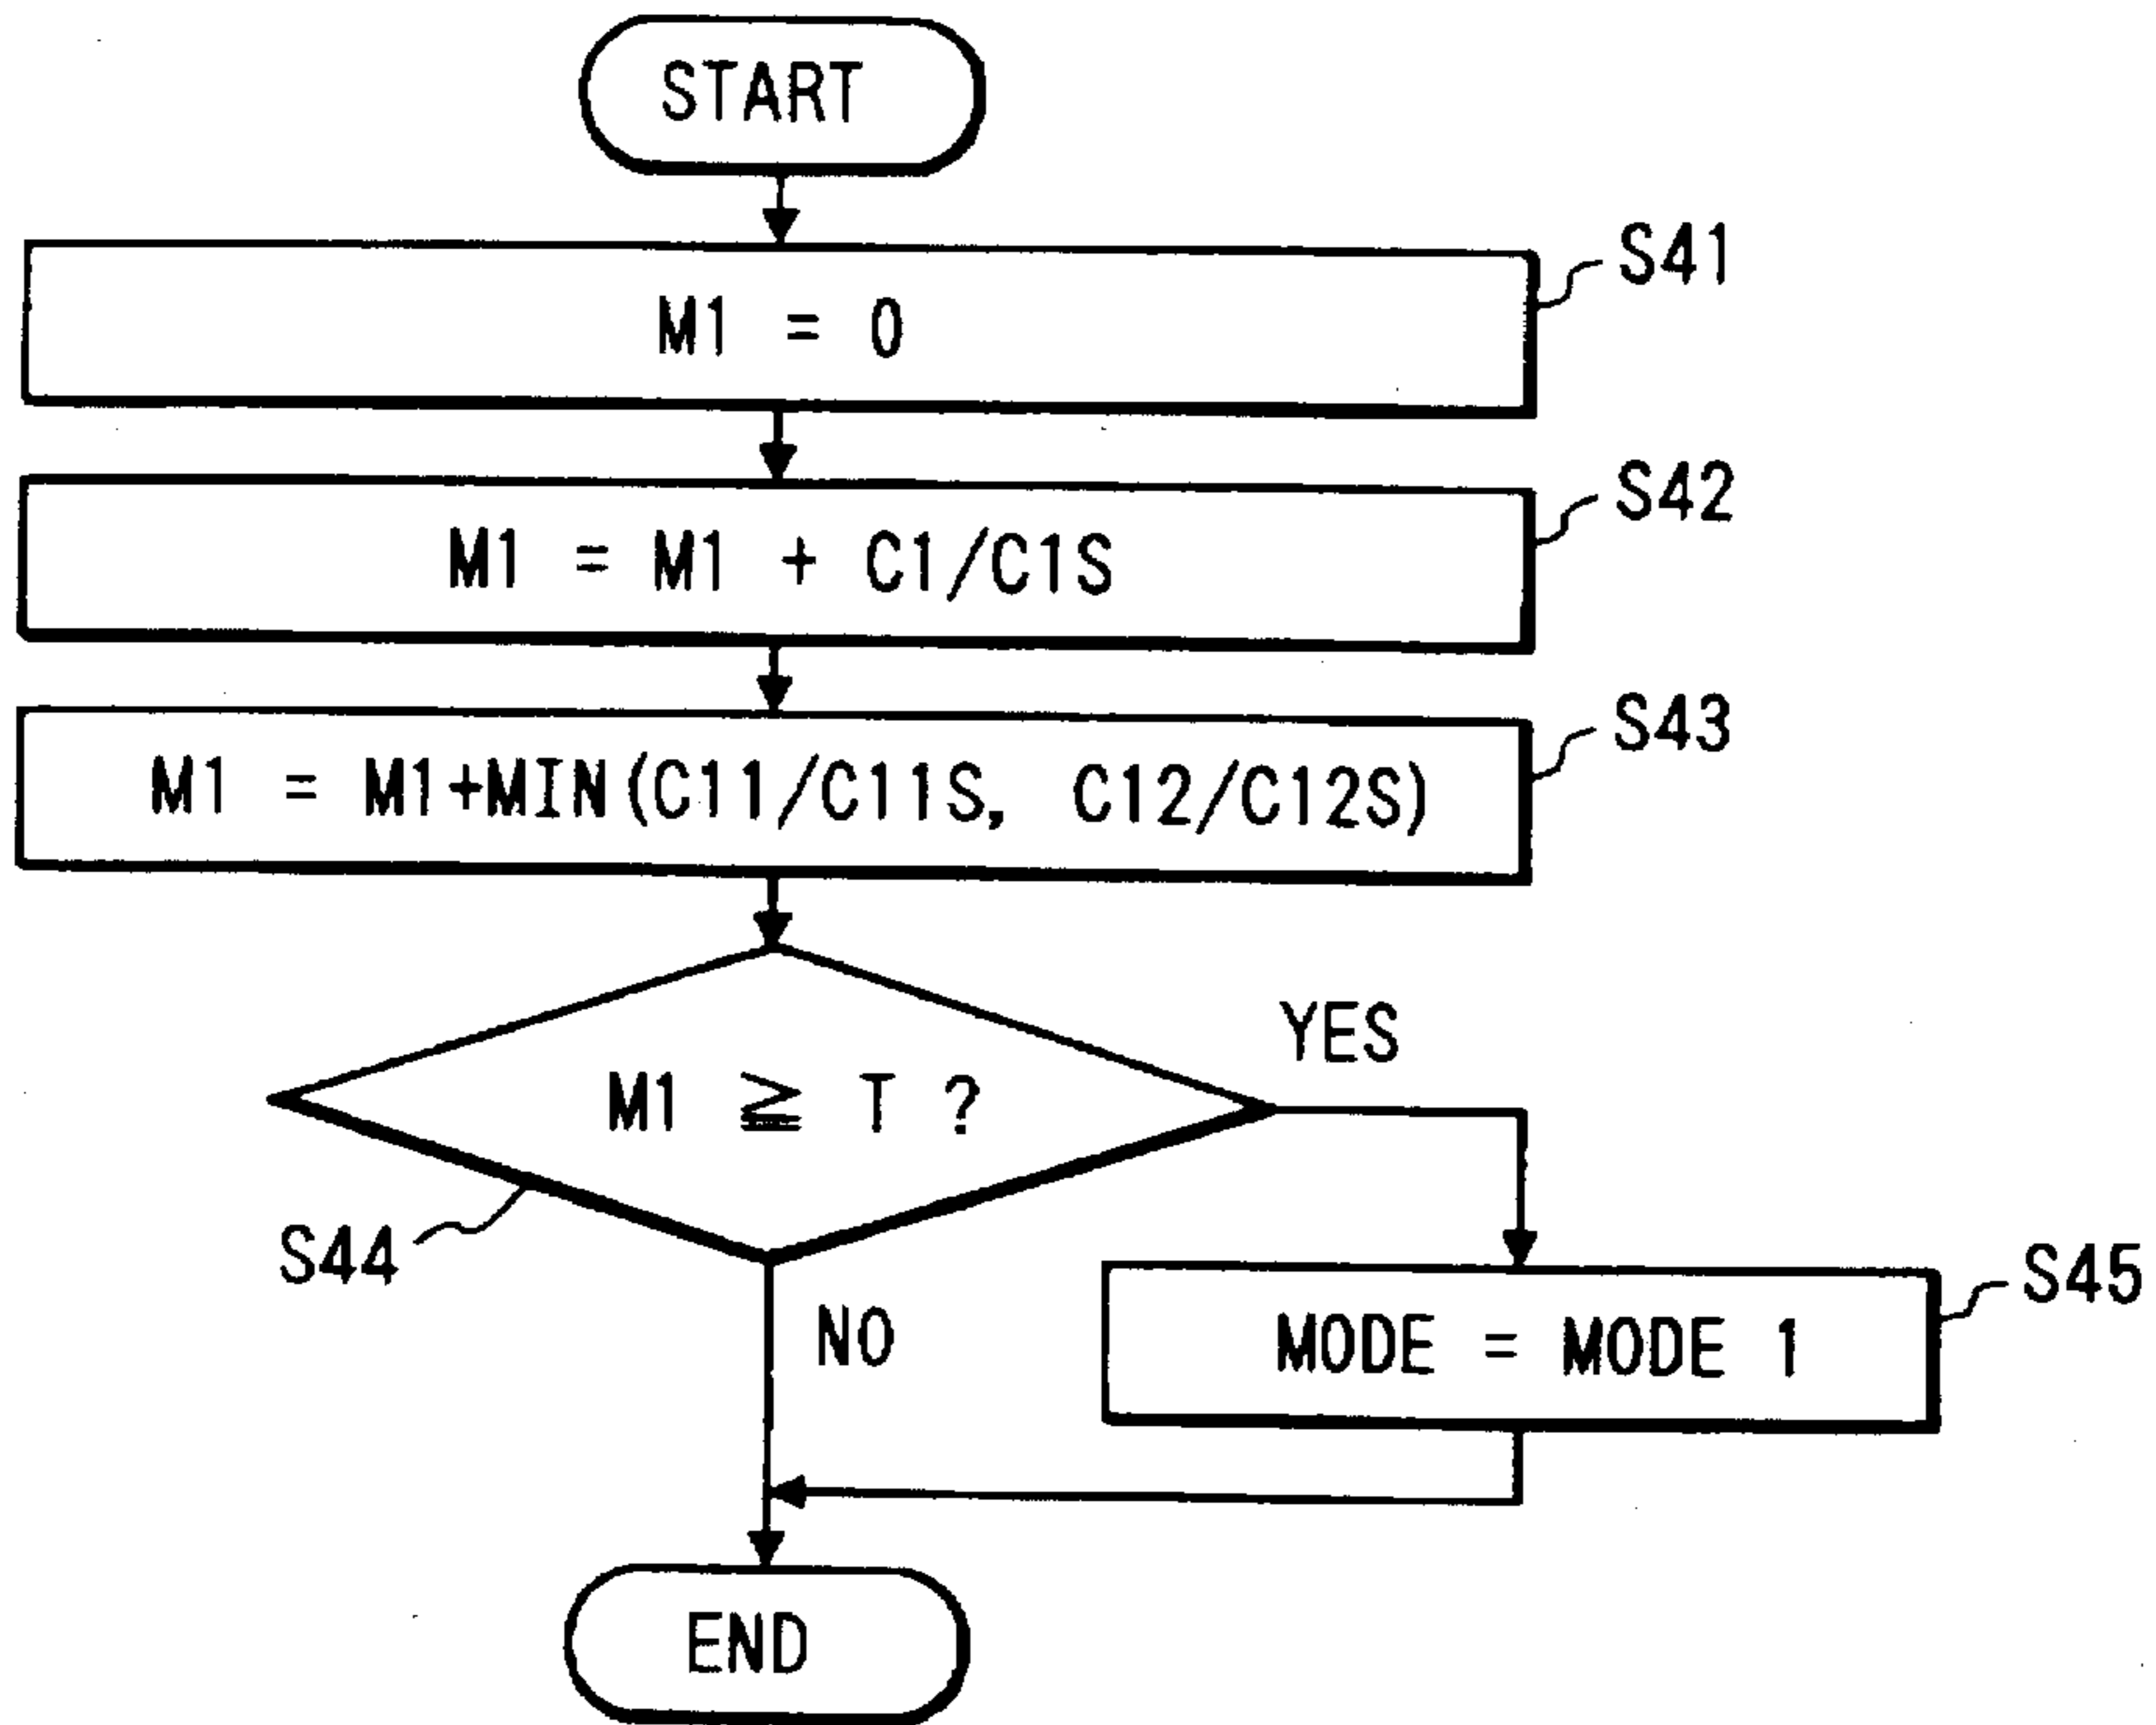 START
S41
M1 = 0
S42
M1 = M1 + C1/C1S
S43
M1 = M1+MIN(C11/C11S, C12/C12S)
YES
M1 ≧ T ?
S44
S45
NO
MODE = MODE 1
END